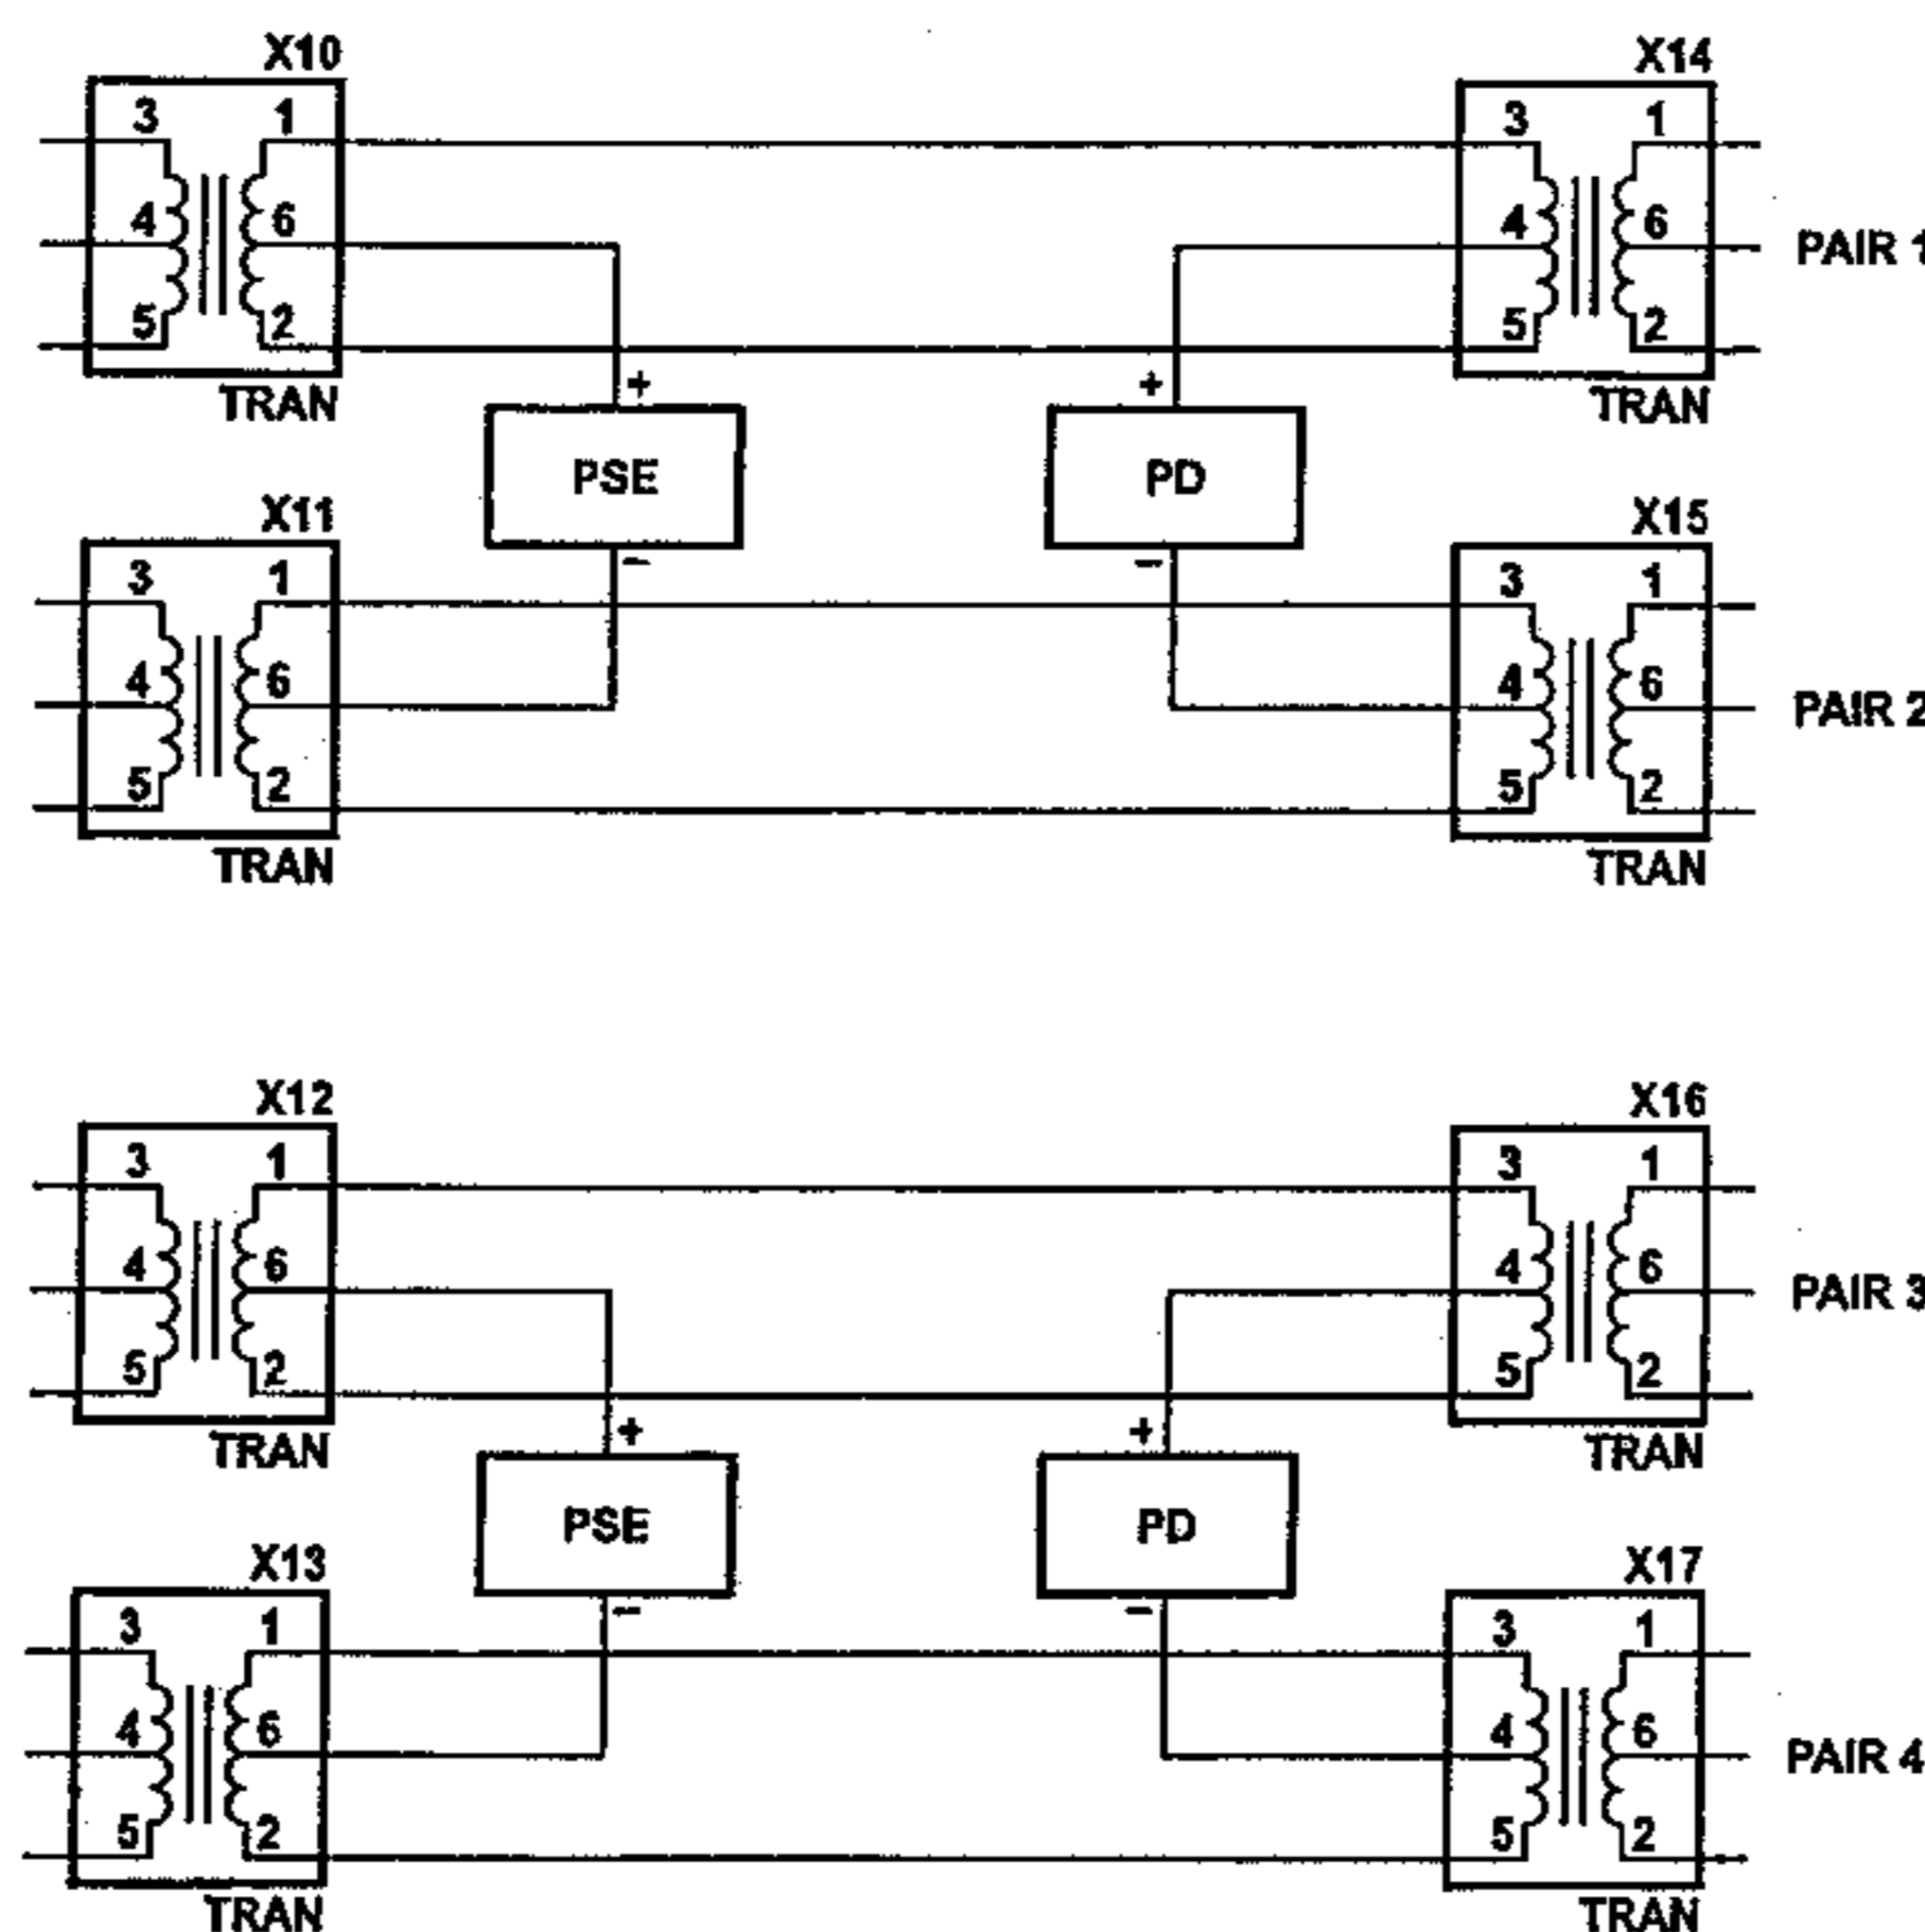 X10 X14
3 1 3 1
4 6 4 6 PAIR 1
5 2 5 2
TRAN + + TRAN
PSE PD
X11 - - X15
3 1 3 1
4 6 4 6 PAIR 2
5 2 5 2
TRAN TRAN
X12 X16
3 1 3 1
4 6 4 6 PAIR 3
5 2 5 2
TRAN + + TRAN
PSE PD
X13 - - X17
3 1 3 1
4 6 4 6 PAIR 4
5 2 5 2
TRAN TRAN